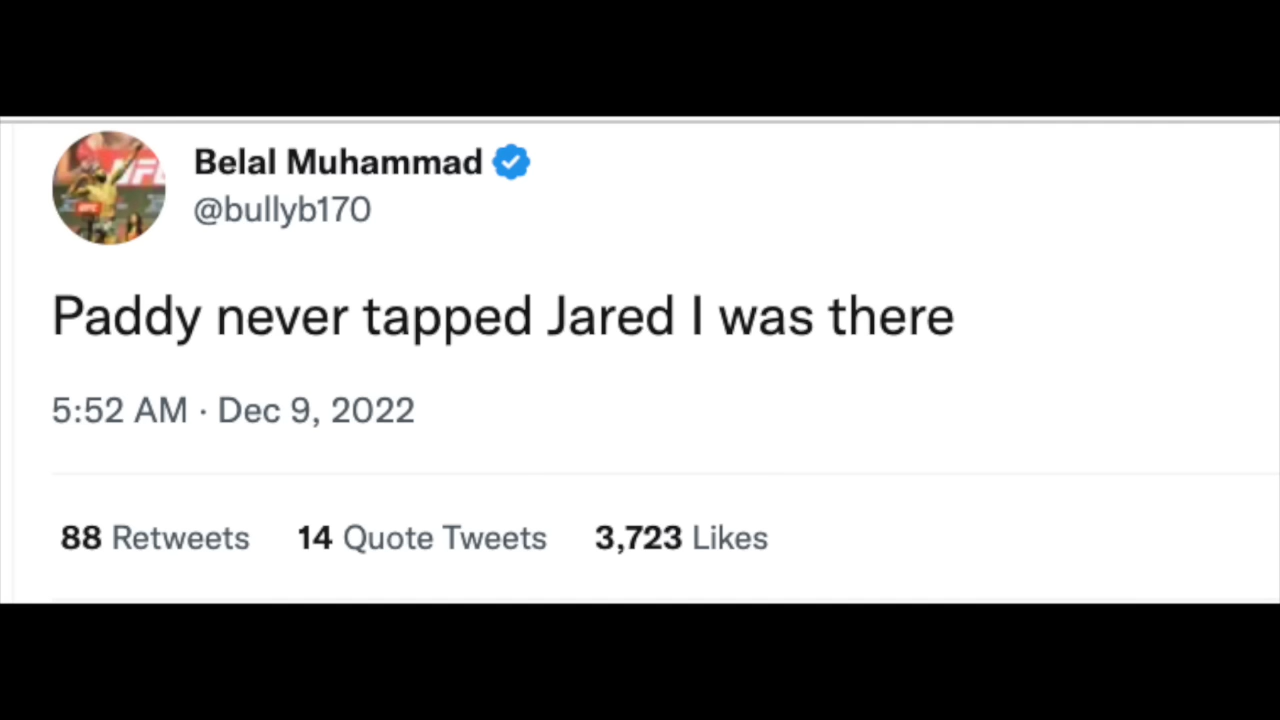 Belal Muhammad
@bullyb170
Paddy never tapped Jared I was there
5:52 AM · Dec 9, 2022
88 Retweets 14 Quote Tweets 3,723 Likes